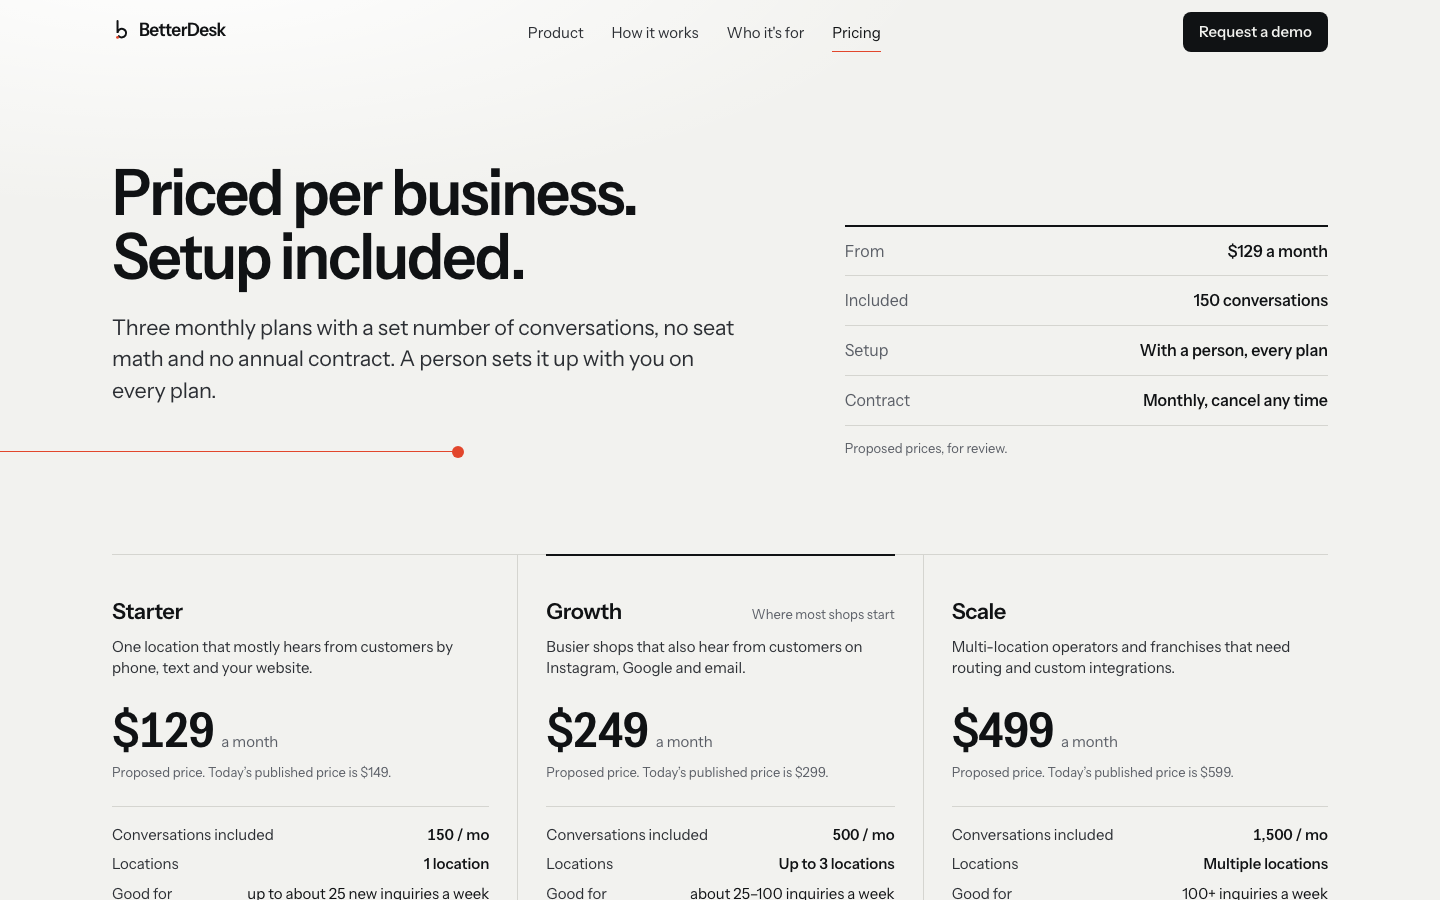 BetterDesk
Product
How it works
Who it's for
Pricing
Request a demo
Priced per business.
Setup included.
Three monthly plans with a set number of conversations, no seat
math and no annual contract. A person sets it up with you on
every plan.
From $129 a month
Included 150 conversations
Setup With a person, every plan
Contract Monthly, cancel any time
Proposed prices, for review.
Starter
One location that mostly hears from customers by
phone, text and your website.
$129 a month
Proposed price. Today’s published price is $149.
Conversations included 150 / mo
Locations 1 location
Good for up to about 25 new inquiries a week
Growth Where most shops start
Busier shops that also hear from customers on
Instagram, Google and email.
$249 a month
Proposed price. Today’s published price is $299.
Conversations included 500 / mo
Locations Up to 3 locations
Good for about 25–100 inquiries a week
Scale
Multi-location operators and franchises that need
routing and custom integrations.
$499 a month
Proposed price. Today’s published price is $599.
Conversations included 1,500 / mo
Locations Multiple locations
Good for 100+ inquiries a week